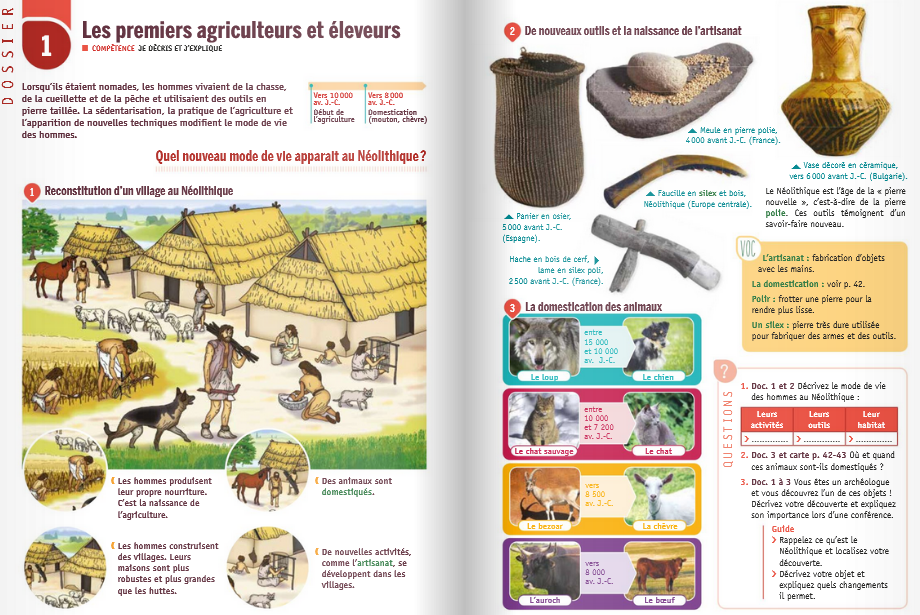 DOSSIER
1
Les premiers agriculteurs et éleveurs
COMPÉTENCE JE DÉCRIS ET J'EXPLIQUE
Lorsqu'ils étaient nomades, les hommes vivaient de la chasse,
de la cueillette et de la pêche et utilisaient des outils en
pierre taillée. La sédentarisation, la pratique de l'agriculture et
l'apparition de nouvelles techniques modifient le mode de vie
des hommes.
Vers 10 000
av. J.-C.
Début de
l'agriculture
Vers 8 000
av. J.-C.
Domestication
(mouton, chèvre)
Quel nouveau mode de vie apparait au Néolithique ?
1 Reconstitution d'un village au Néolithique
Les hommes produisent
leur propre nourriture.
C'est la naissance de
l'agriculture.
Des animaux sont
domestiqués.
Les hommes construisent
des villages. Leurs
maisons sont plus
robustes et plus grandes
que les huttes.
De nouvelles activités,
comme l'artisanat, se
développent dans les
villages.
2 De nouveaux outils et la naissance de l'artisanat
Meule en pierre polie,
4 000 avant J.-C. (France).
Vase décoré en céramique,
vers 6 000 avant J.-C. (Bulgarie).
Faucille en silex et bois,
Néolithique (Europe centrale).
Panier en osier,
5 000 avant J.-C.
(Espagne).
Hache en bois de cerf,
lame en silex poli,
2 500 avant J.-C. (France).
Le Néolithique est l'âge de la « pierre
nouvelle », c'est-à-dire de la pierre
polie. Ces outils témoignent d'un
savoir-faire nouveau.
VOC
L'artisanat : fabrication d'objets
avec les mains.
La domestication : voir p. 42.
Polir : frotter une pierre pour la
rendre plus lisse.
Un silex : pierre très dure utilisée
pour fabriquer des armes et des outils.
3 La domestication des animaux
entre
15 000
et 10 000
av. J.-C.
Le loup
Le chien
entre
10 000
et 7 200
av. J.-C.
Le chat sauvage
Le chat
vers
8 500
av. J.-C.
Le bezoar
La chèvre
vers
8 000
av. J.-C.
L'auroch
Le bœuf
?
QUESTIONS
1. Doc. 1 et 2 Décrivez le mode de vie
des hommes au Néolithique :
Leurs
activités
Leurs
outils
Leur
habitat
> ..............
> ..............
> ..............
2. Doc. 3 et carte p. 42-43 Où et quand
ces animaux sont-ils domestiqués ?
3. Doc. 1 à 3 Vous êtes un archéologue
et vous découvrez l'un de ces objets !
Décrivez votre découverte et expliquez
son importance lors d'une conférence.
Guide
> Rappelez ce qu'est le
Néolithique et localisez votre
découverte.
> Décrivez votre objet et
expliquez quels changements
il permet.